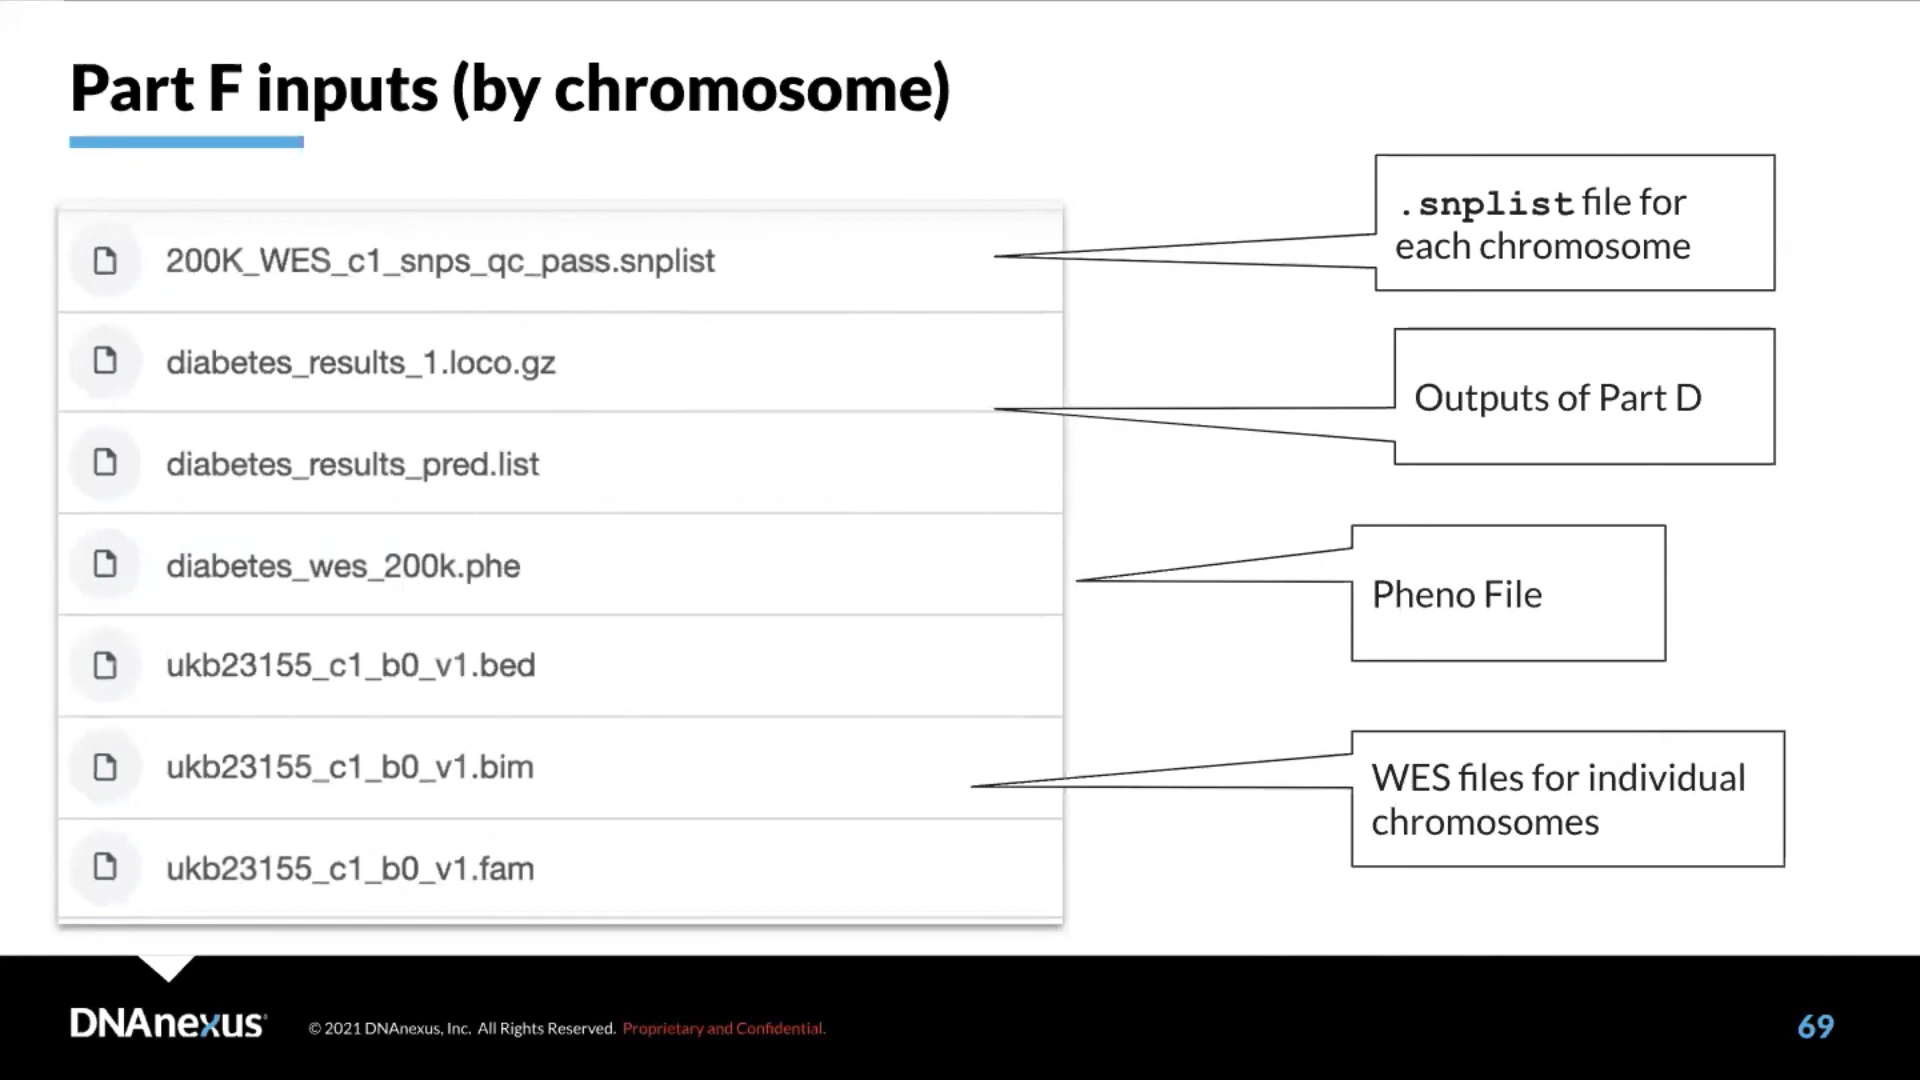 Part F inputs (by chromosome)
200K_WES_c1_snps_qc_pass.snplist
diabetes_results_1.loco.gz
diabetes_results_pred.list
diabetes_wes_200k.phe
ukb23155_c1_b0_v1.bed
ukb23155_c1_b0_v1.bim
ukb23155_c1_b0_v1.fam
.snplist file for
each chromosome
Outputs of Part D
Pheno File
WES files for individual
chromosomes
DNAnexus
© 2021 DNAnexus, Inc. All Rights Reserved. Proprietary and Confidential.
69